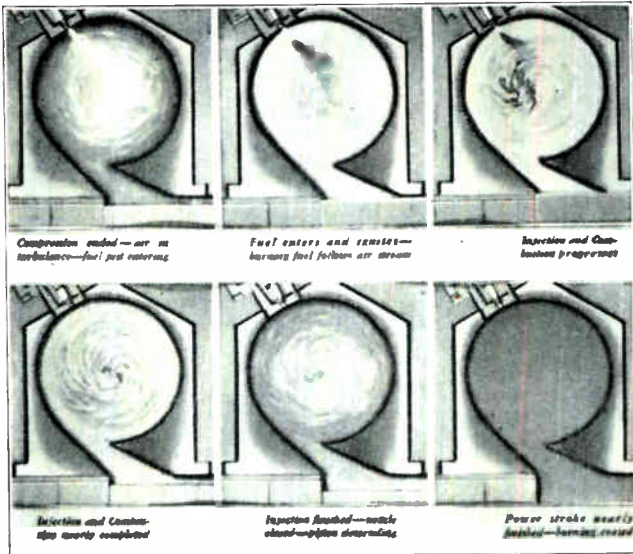 Compression ended—air in
turbulence—fuel just entering
Fuel enters and ignites—
burning fuel follows air stream
Injection and Com-
bustion progresses
Injection and Combus-
tion nearly completed
Injection finished—nozzle
closed—piston descending
Power stroke nearly
finished—burning ceased